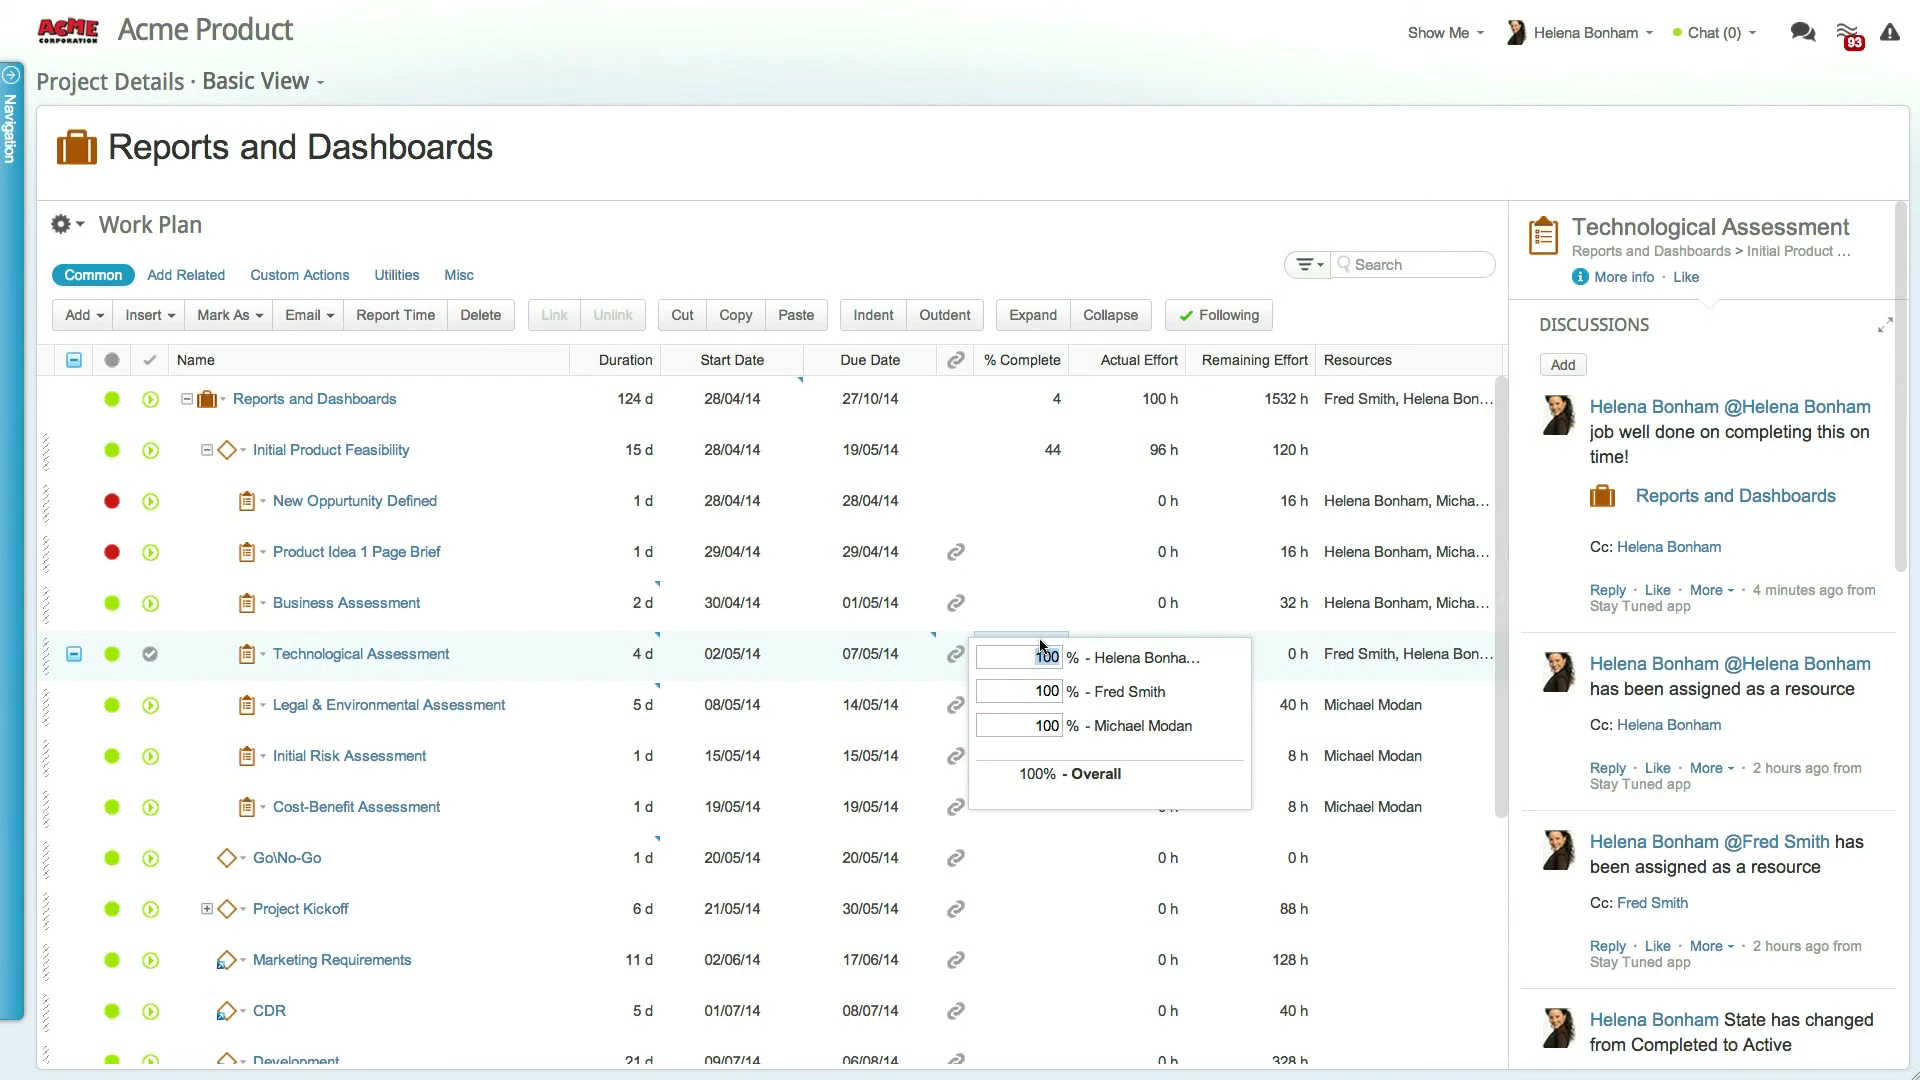 ACME CORPORATION Acme Product
Show Me Helena Bonham Chat (0) 93
Navigation
Project Details · Basic View
Reports and Dashboards
Work Plan
Common Add Related Custom Actions Utilities Misc
Search
Add Insert Mark As Email Report Time Delete Link Unlink Cut Copy Paste Indent Outdent Expand Collapse Following
Name Duration Start Date Due Date % Complete Actual Effort Remaining Effort Resources
Reports and Dashboards 124 d 28/04/14 27/10/14 4 100 h 1532 h Fred Smith, Helena Bon...
Initial Product Feasibility 15 d 28/04/14 19/05/14 44 96 h 120 h
New Oppurtunity Defined 1 d 28/04/14 28/04/14 0 h 16 h Helena Bonham, Micha...
Product Idea 1 Page Brief 1 d 29/04/14 29/04/14 0 h 16 h Helena Bonham, Micha...
Business Assessment 2 d 30/04/14 01/05/14 0 h 32 h Helena Bonham, Micha...
Technological Assessment 4 d 02/05/14 07/05/14 0 h Fred Smith, Helena Bon...
100 % - Helena Bonha...
100 % - Fred Smith
100 % - Michael Modan
100% - Overall
Legal & Environmental Assessment 5 d 08/05/14 14/05/14 40 h Michael Modan
Initial Risk Assessment 1 d 15/05/14 15/05/14 8 h Michael Modan
Cost-Benefit Assessment 1 d 19/05/14 19/05/14 8 h Michael Modan
Go\No-Go 1 d 20/05/14 20/05/14 0 h 0 h
Project Kickoff 6 d 21/05/14 30/05/14 0 h 88 h
Marketing Requirements 11 d 02/06/14 17/06/14 0 h 128 h
CDR 5 d 01/07/14 08/07/14 0 h 40 h
Development 21 d 09/07/14 06/08/14 0 h 328 h
Technological Assessment
Reports and Dashboards > Initial Product ...
More info · Like
DISCUSSIONS
Add
Helena Bonham @Helena Bonham
job well done on completing this on
time!
Reports and Dashboards
Cc: Helena Bonham
Reply · Like · More · 4 minutes ago from
Stay Tuned app
Helena Bonham @Helena Bonham
has been assigned as a resource
Cc: Helena Bonham
Reply · Like · More · 2 hours ago from
Stay Tuned app
Helena Bonham @Fred Smith has
been assigned as a resource
Cc: Fred Smith
Reply · Like · More · 2 hours ago from
Stay Tuned app
Helena Bonham State has changed
from Completed to Active